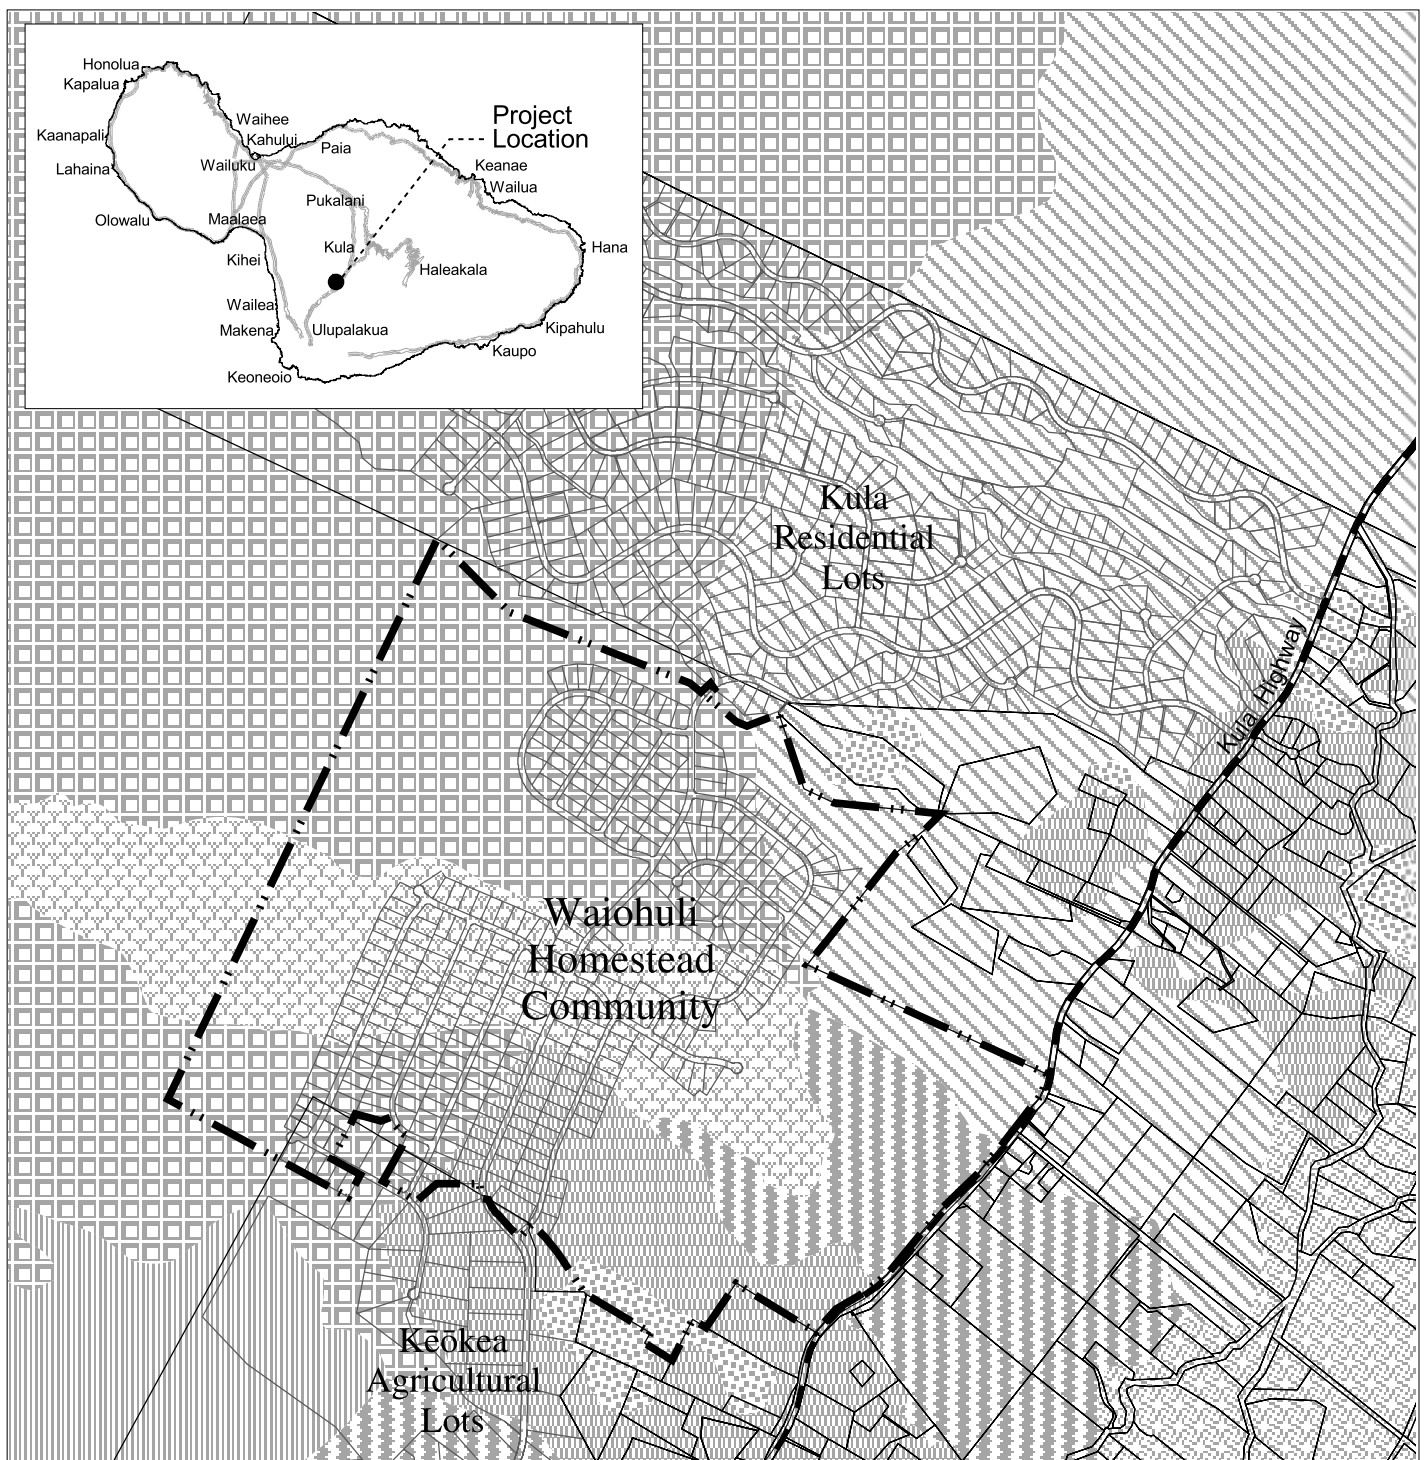 Honolua
Kapalua
Kaanapali
Lahaina
Olowalu
Waihee
Kahului
Wailuku
Maalaea
Kihei
Wailea
Makena
Keoneoio
Paia
Pukalani
Kula
Ulupalakua
Haleakala
Project
Location
Keanae
Wailua
Hana
Kipahulu
Kaupo
Kula
Residential
Lots
Kula Highway
Waiohuli
Homestead
Community
Kēōkea
Agricultural
Lots